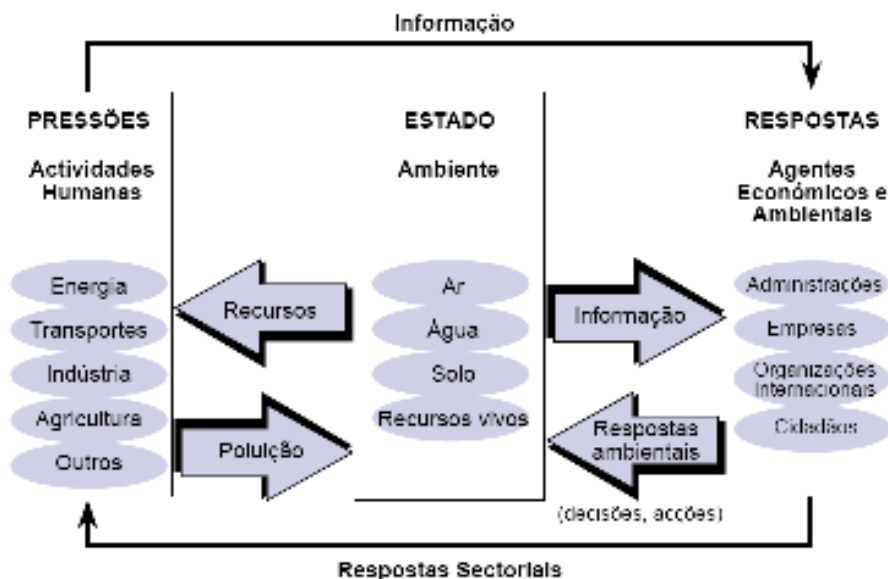 Informação
PRESSÕES
Actividades
Humanas
Energia
Transportes
Indústria
Agricultura
Outros
Recursos
Poluição
ESTADO
Ambiente
Ar
Água
Solo
Recursos vivos
Informação
Respostas
ambientais
(decisões, acções)
RESPOSTAS
Agentes
Económicos e
Ambientais
Administrações
Empresas
Organizações
Internacionais
Cidadãos
Respostas Sectoriais